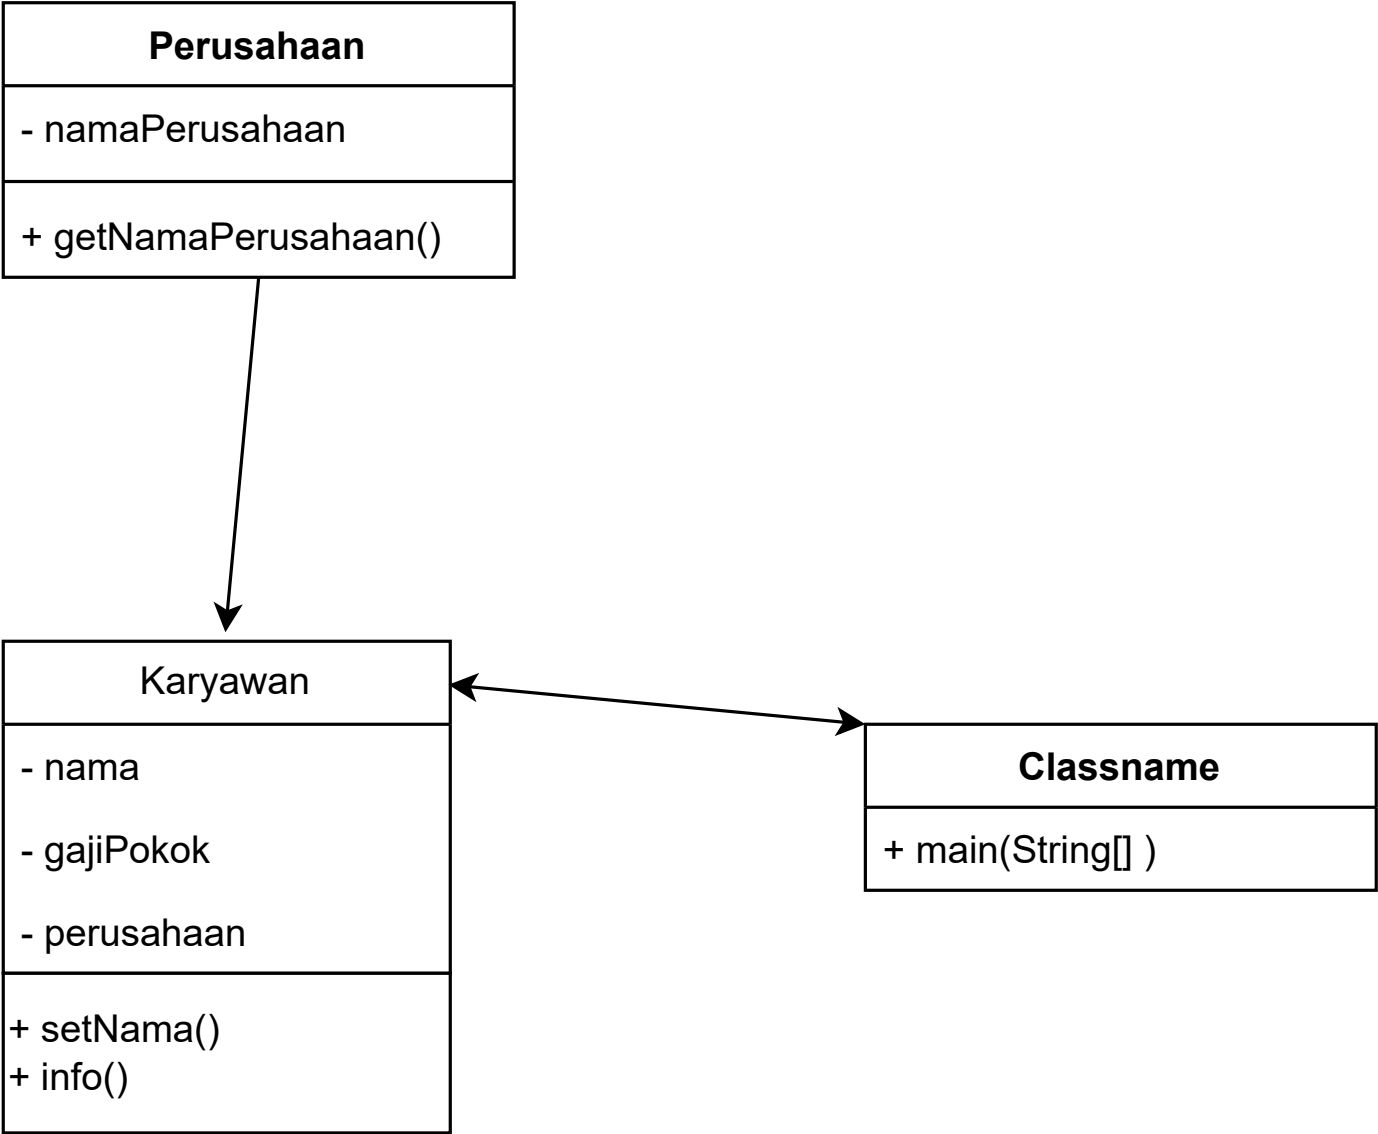 Perusahaan
- namaPerusahaan
+ getNamaPerusahaan()
Karyawan
- nama
- gajiPokok
- perusahaan
+ setNama()
+ info()
Classname
+ main(String[] )